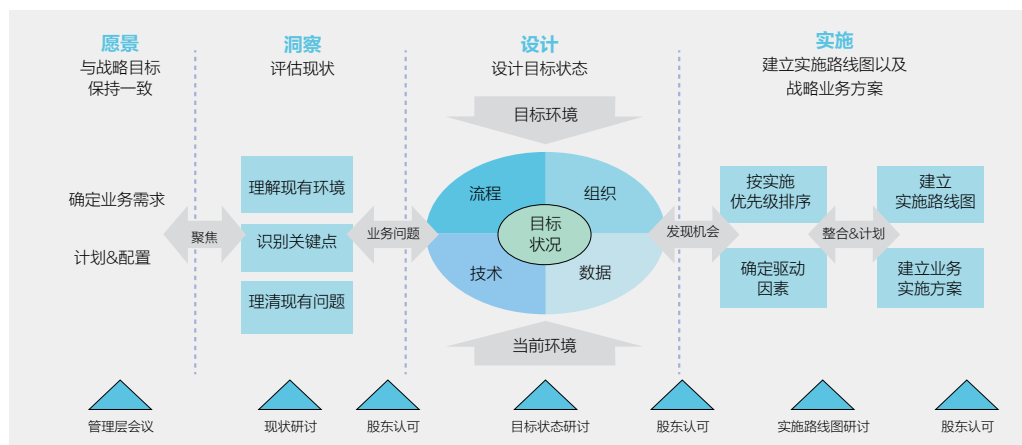 愿景
与战略目标
保持一致
洞察
评估现状
设计
设计目标状态
实施
建立实施路线图以及
战略业务方案
确定业务需求
计划&配置
聚焦
理解现有环境
识别关键点
理清现有问题
业务问题
目标环境
流程
组织
目标
状况
技术
数据
当前环境
发现机会
按实施
优先级排序
确定驱动
因素
整合&计划
建立
实施路线图
建立业务
实施方案
管理层会议
现状研讨
股东认可
目标状态研讨
股东认可
实施路线图研讨
股东认可